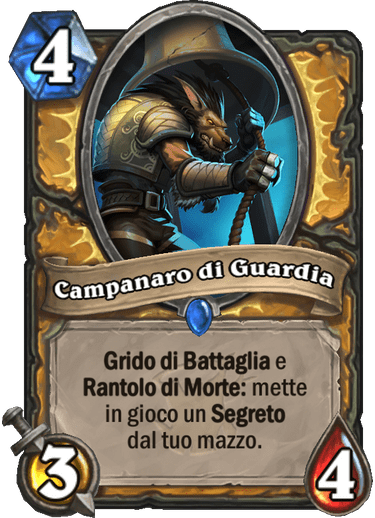 4
Campanaro di Guardia
Grido di Battaglia e
Rantolo di Morte: mette
in gioco un Segreto
dal tuo mazzo.
3
4